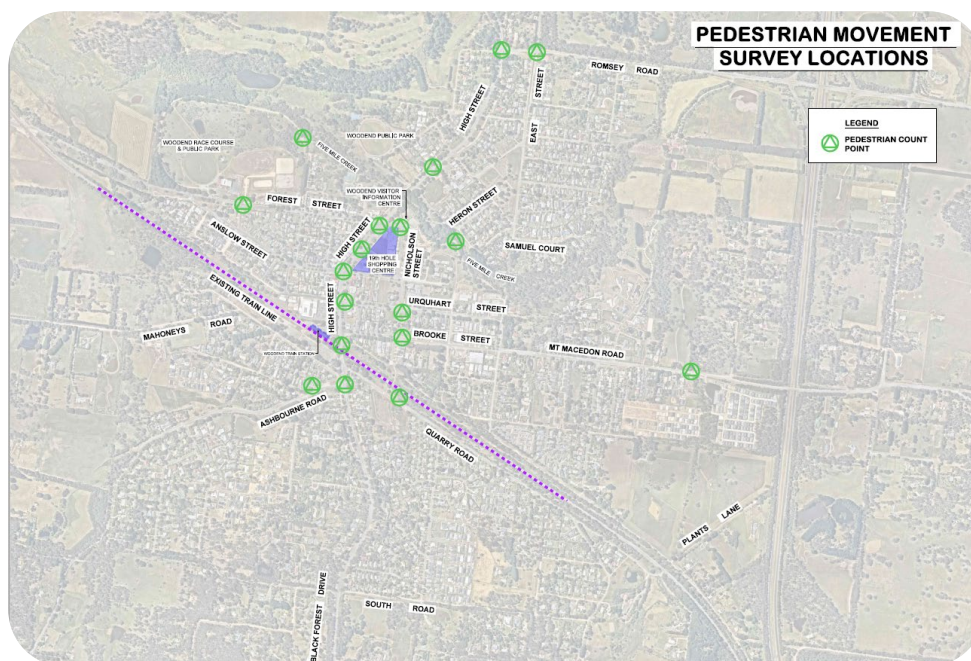 PEDESTRIAN MOVEMENT
SURVEY LOCATIONS
LEGEND
PEDESTRIAN COUNT
POINT
ROMSEY ROAD
HIGH STREET
EAST STREET
WOODEND RACE COURSE
& PUBLIC PARK
WOODEND PUBLIC PARK
FIVE MILE CREEK
WOODEND VISITOR
INFORMATION
CENTRE
FOREST STREET
HERON STREET
ANSLOW STREET
HIGH STREET
NICHOLSON
STREET
SAMUEL COURT
19th HOLE
SHOPPING
CENTRE
FIVE MILE CREEK
EXISTING TRAIN LINE
HIGH STREET
URQUHART STREET
MAHONEYS ROAD
BROOKE STREET
WOODEND TRAIN STATION
MT MACEDON ROAD
ASHBOURNE ROAD
QUARRY ROAD
PLANTS LANE
BLACK FOREST DRIVE
SOUTH ROAD